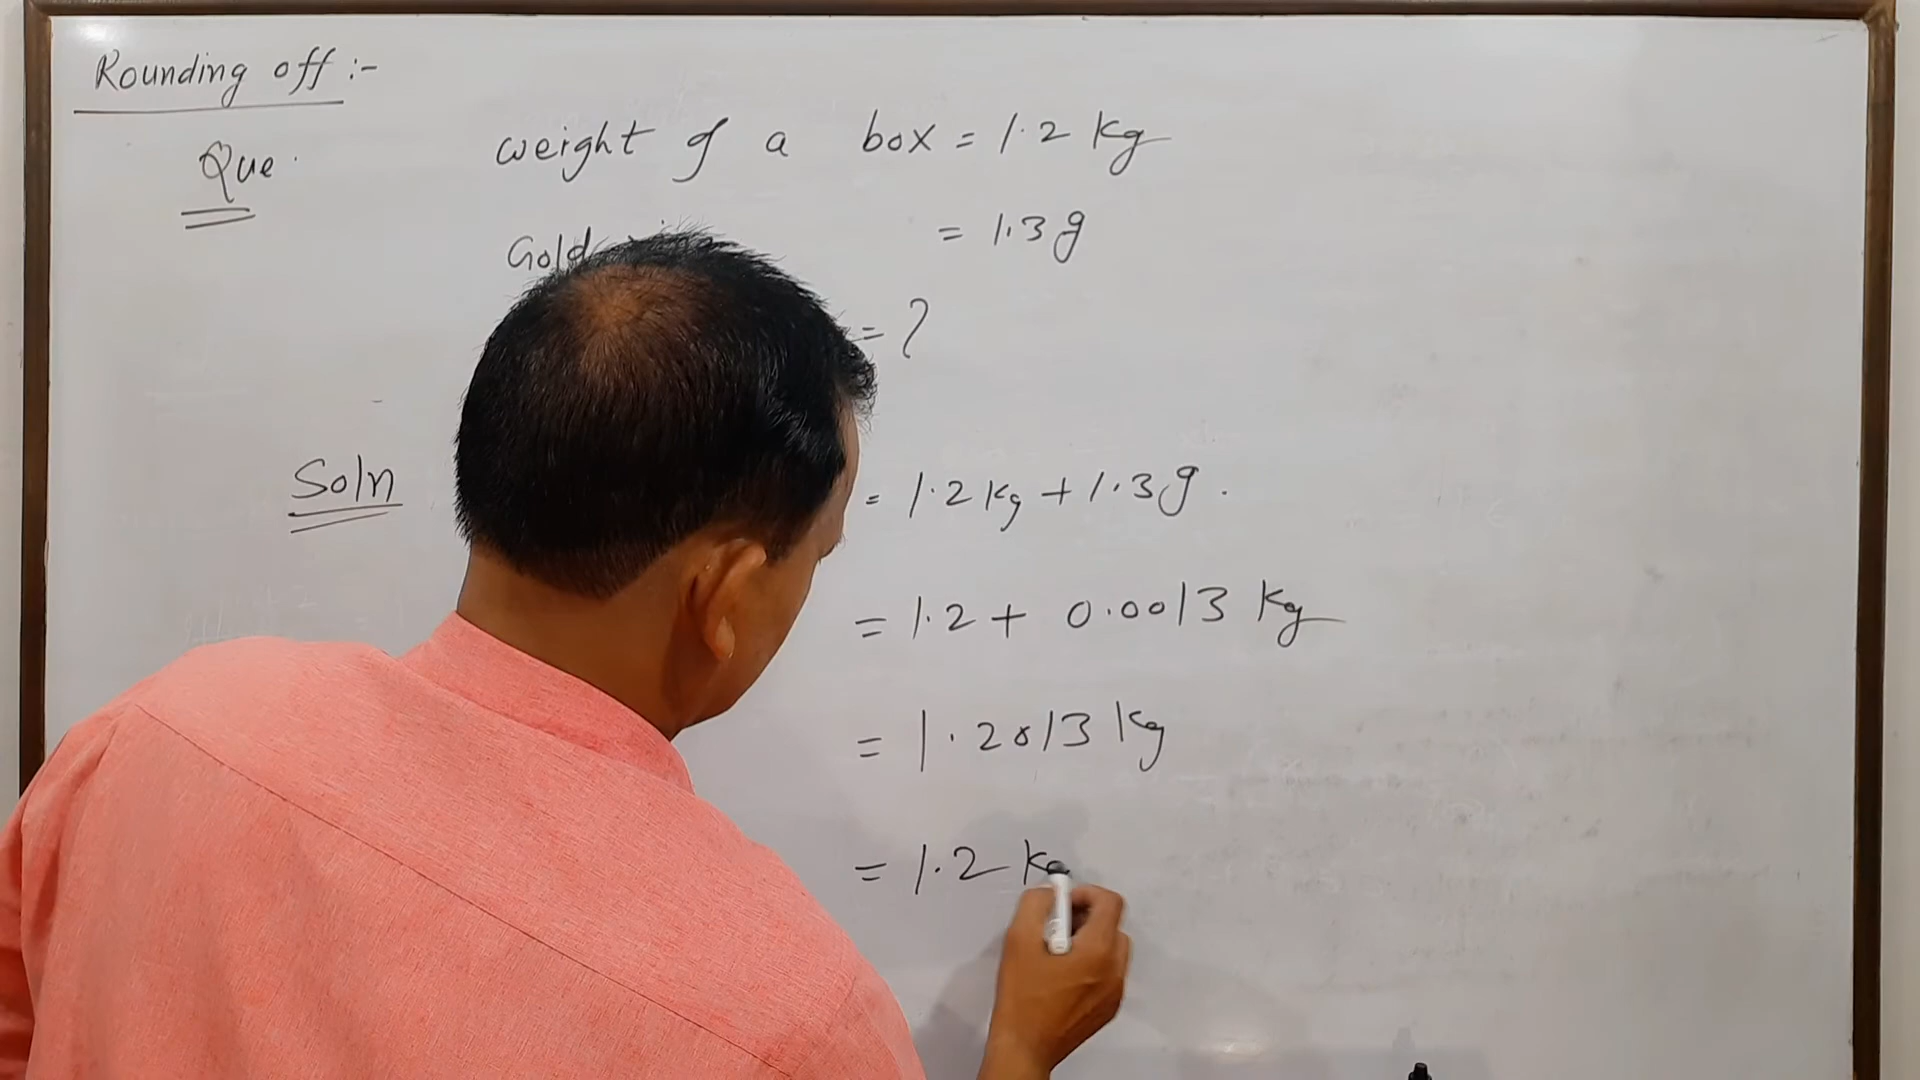 Rounding off :-
Que.
weight of a box = 1.2 kg
Gold = 1.3 g
= ?
Soln = 1.2 kg + 1.3 g.
= 1.2 + 0.0013 kg
= 1.2013 kg
= 1.2 kg